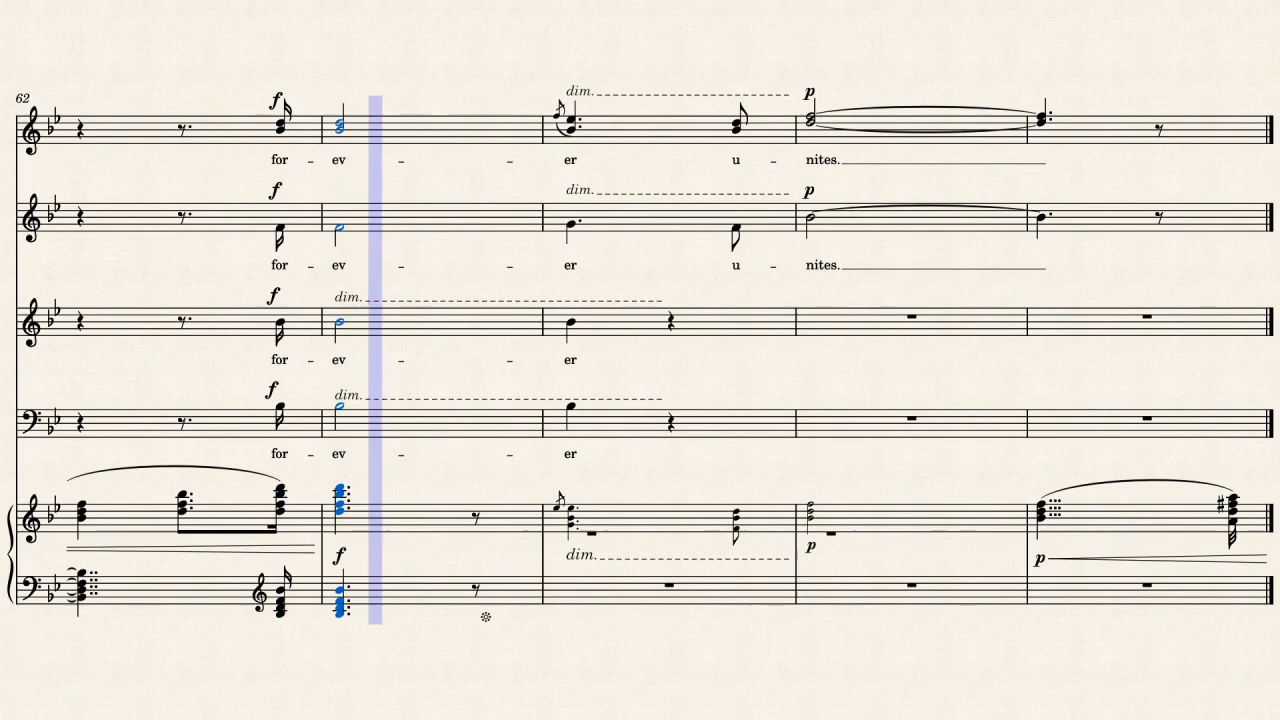 62
f
dim.
p
for - ev - - er u - nites.
f
dim.
p
for - ev - - er u - nites.
f
dim.
for - ev - - er
f
dim.
for - ev - - er
f
dim.
p
p